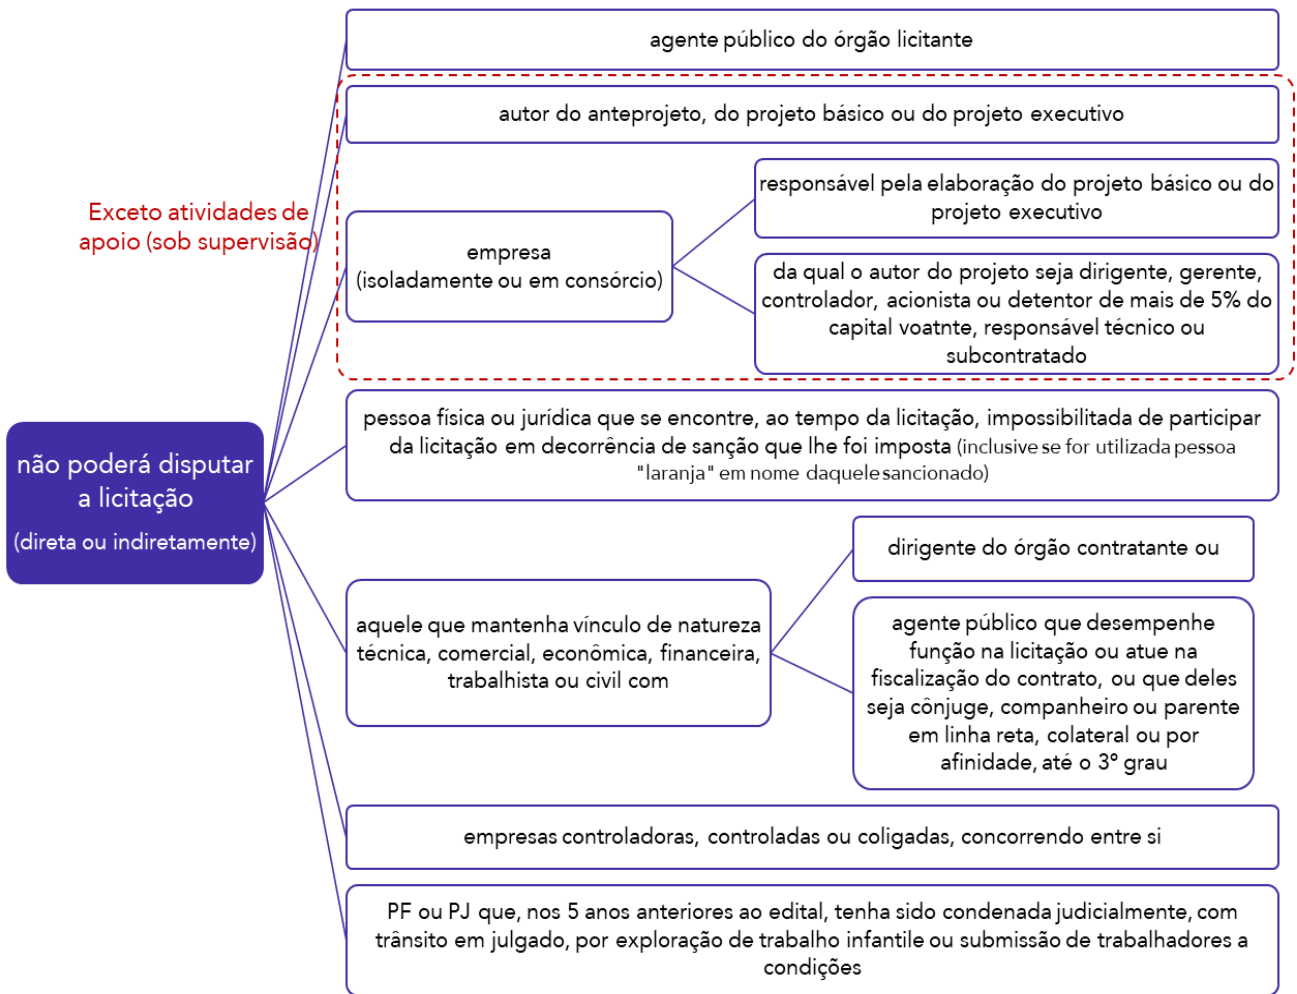 agente público do órgão licitante
autor do anteprojeto, do projeto básico ou do projeto executivo
Exceto atividades de
apoio (sob supervisão)
empresa
(isoladamente ou em consórcio)
responsável pela elaboração do projeto básico ou do
projeto executivo
da qual o autor do projeto seja dirigente, gerente,
controlador, acionista ou detentor de mais de 5% do
capital voatnte, responsável técnico ou
subcontratado
não poderá disputar
a licitação
(direta ou indiretamente)
pessoa física ou jurídica que se encontre, ao tempo da licitação, impossibilitada de participar
da licitação em decorrência de sanção que lhe foi imposta (inclusive se for utilizada pessoa
"laranja" em nome daquele sancionado)
aquele que mantenha vínculo de natureza
técnica, comercial, econômica, financeira,
trabalhista ou civil com
dirigente do órgão contratante ou
agente público que desempenhe
função na licitação ou atue na
fiscalização do contrato, ou que deles
seja cônjuge, companheiro ou parente
em linha reta, colateral ou por
afinidade, até o 3º grau
empresas controladoras, controladas ou coligadas, concorrendo entre si
PF ou PJ que, nos 5 anos anteriores ao edital, tenha sido condenada judicialmente, com
trânsito em julgado, por exploração de trabalho infantile ou submissão de trabalhadores a
condições